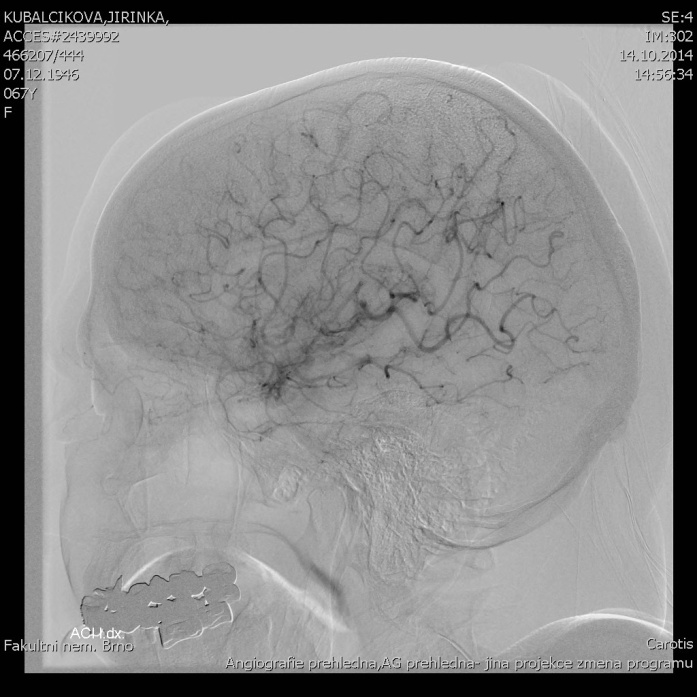 KUBALCIKOVA,JIRINKA,
ACCES#2439992
466207/444
07.12.1946
067Y
F
SE:4
IM:302
14.10.2014
14:56:34
ACI dx.
Fakultni nem. Brno
Carotis
Angiografie prehledna,AG prehledna- jina projekce zmena programu